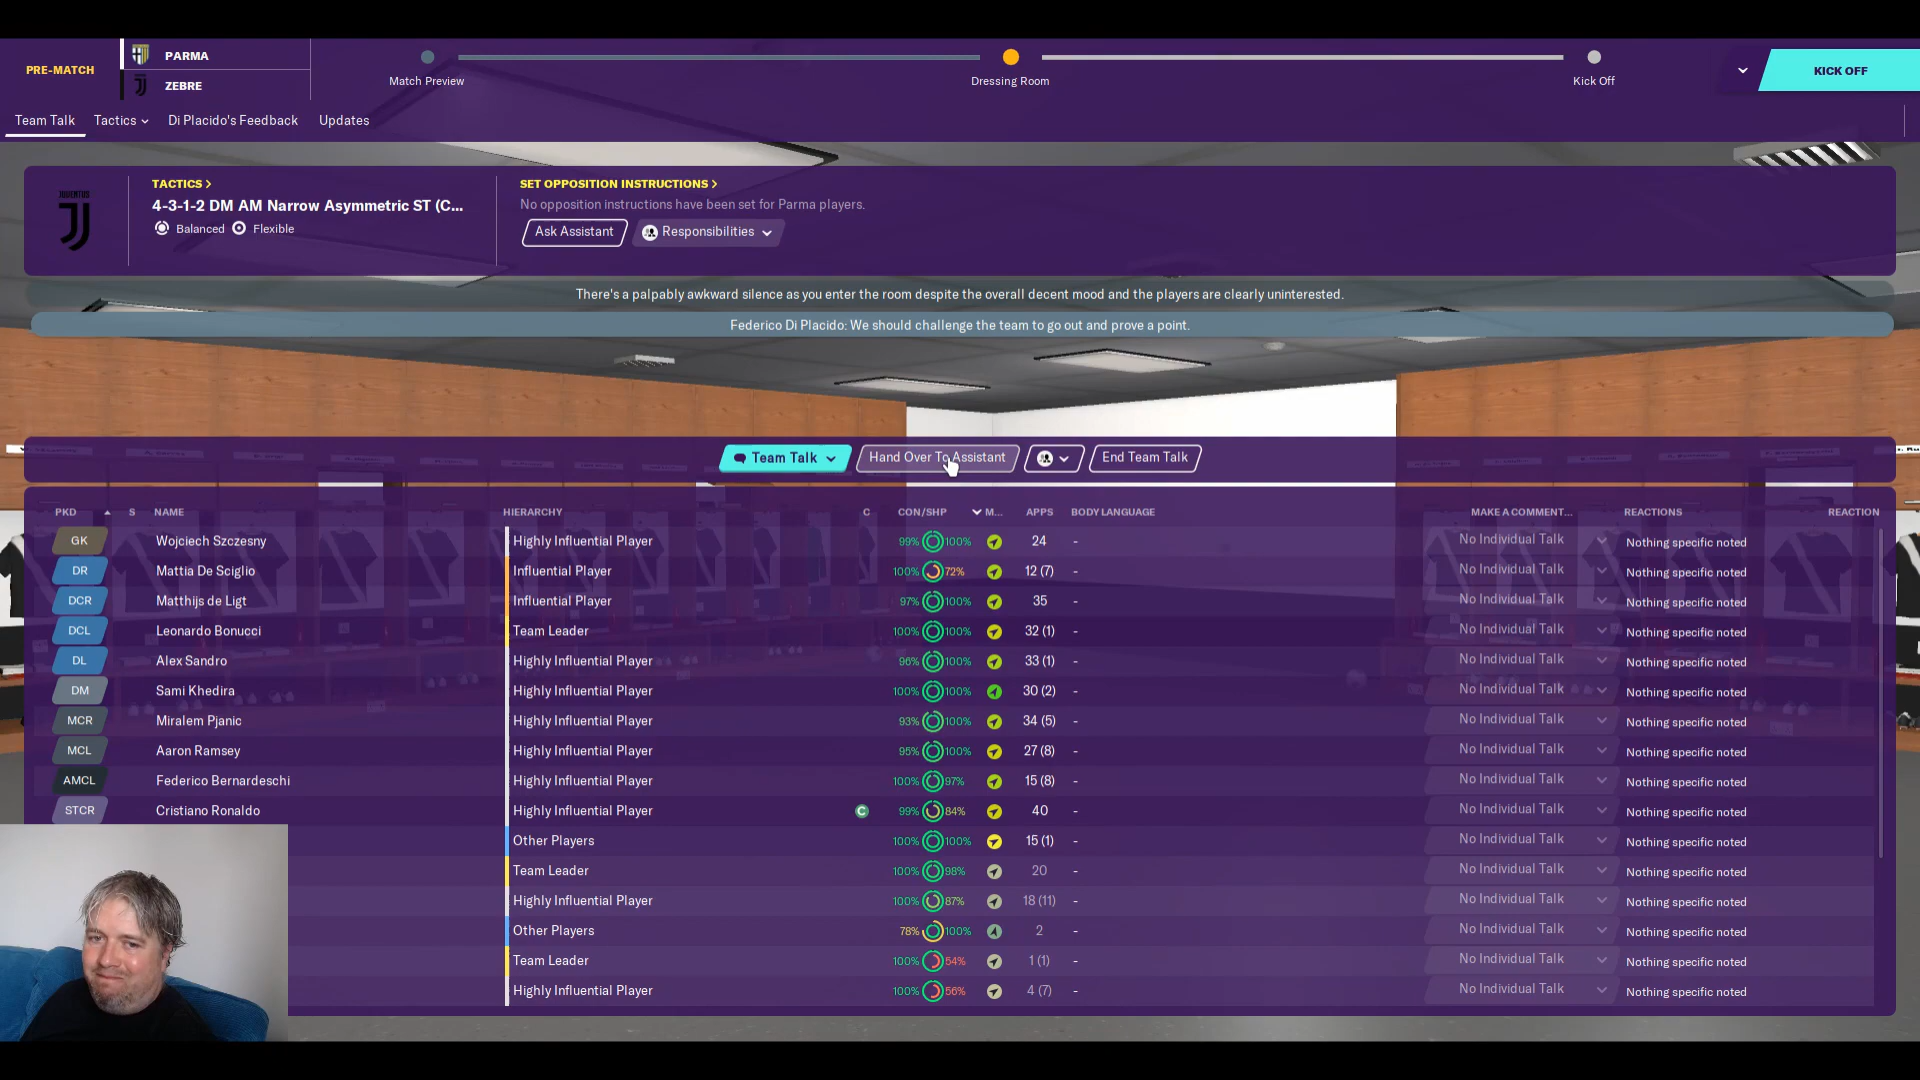 PRE-MATCH
PARMA
ZEBRE
Match Preview
Dressing Room
Kick Off
KICK OFF
Team Talk Tactics Di Placido's Feedback Updates
JUVENTUS
TACTICS >
4-3-1-2 DM AM Narrow Asymmetric ST (C...
Balanced Flexible
SET OPPOSITION INSTRUCTIONS >
No opposition instructions have been set for Parma players.
Ask Assistant Responsibilities
There's a palpably awkward silence as you enter the room despite the overall decent mood and the players are clearly uninterested.
Federico Di Placido: We should challenge the team to go out and prove a point.
Team Talk Hand Over To Assistant End Team Talk
PKD S NAME HIERARCHY C CON/SHP M... APPS BODY LANGUAGE MAKE A COMMENT... REACTIONS REACTION
GK Wojciech Szczesny Highly Influential Player 99% 100% 24 - No Individual Talk Nothing specific noted
DR Mattia De Sciglio Influential Player 100% 72% 12 (7) - No Individual Talk Nothing specific noted
DCR Matthijs de Ligt Influential Player 97% 100% 35 - No Individual Talk Nothing specific noted
DCL Leonardo Bonucci Team Leader 100% 100% 32 (1) - No Individual Talk Nothing specific noted
DL Alex Sandro Highly Influential Player 96% 100% 33 (1) - No Individual Talk Nothing specific noted
DM Sami Khedira Highly Influential Player 100% 100% 30 (2) - No Individual Talk Nothing specific noted
MCR Miralem Pjanic Highly Influential Player 93% 100% 34 (5) - No Individual Talk Nothing specific noted
MCL Aaron Ramsey Highly Influential Player 95% 100% 27 (8) - No Individual Talk Nothing specific noted
AMCL Federico Bernardeschi Highly Influential Player 100% 97% 15 (8) - No Individual Talk Nothing specific noted
STCR Cristiano Ronaldo Highly Influential Player C 99% 84% 40 - No Individual Talk Nothing specific noted
Other Players 100% 100% 15 (1) - No Individual Talk Nothing specific noted
Team Leader 100% 98% 20 - No Individual Talk Nothing specific noted
Highly Influential Player 100% 87% 18 (11) - No Individual Talk Nothing specific noted
Other Players 78% 100% 2 - No Individual Talk Nothing specific noted
Team Leader 100% 54% 1 (1) - No Individual Talk Nothing specific noted
Highly Influential Player 100% 56% 4 (7) - No Individual Talk Nothing specific noted